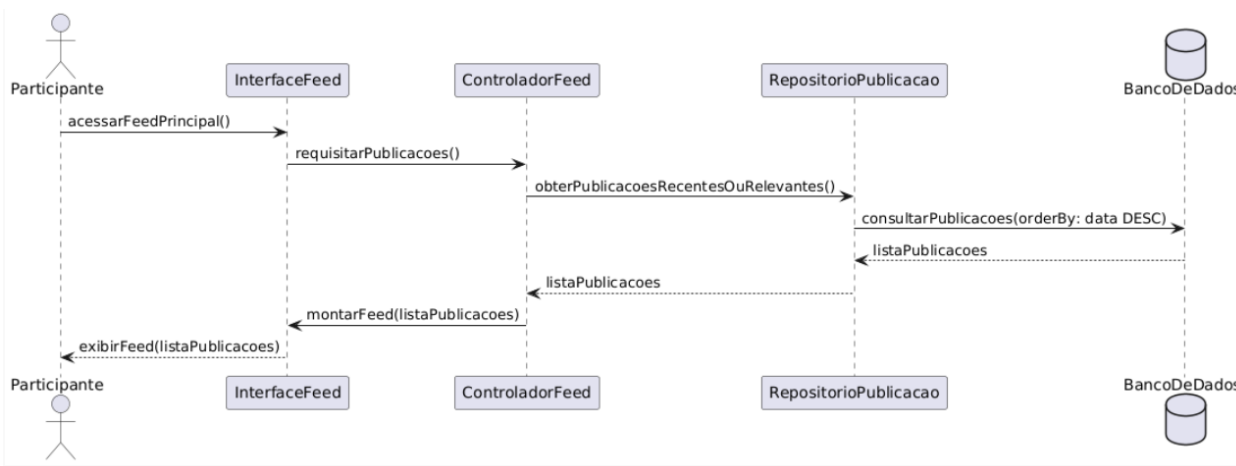 Participante
InterfaceFeed
ControladorFeed
RepositorioPublicacao
BancoDeDados
acessarFeedPrincipal()
requisitarPublicacoes()
obterPublicacoesRecentesOuRelevantes()
consultarPublicacoes(orderBy: data DESC)
listaPublicacoes
listaPublicacoes
montarFeed(listaPublicacoes)
exibirFeed(listaPublicacoes)
Participante
InterfaceFeed
ControladorFeed
RepositorioPublicacao
BancoDeDados